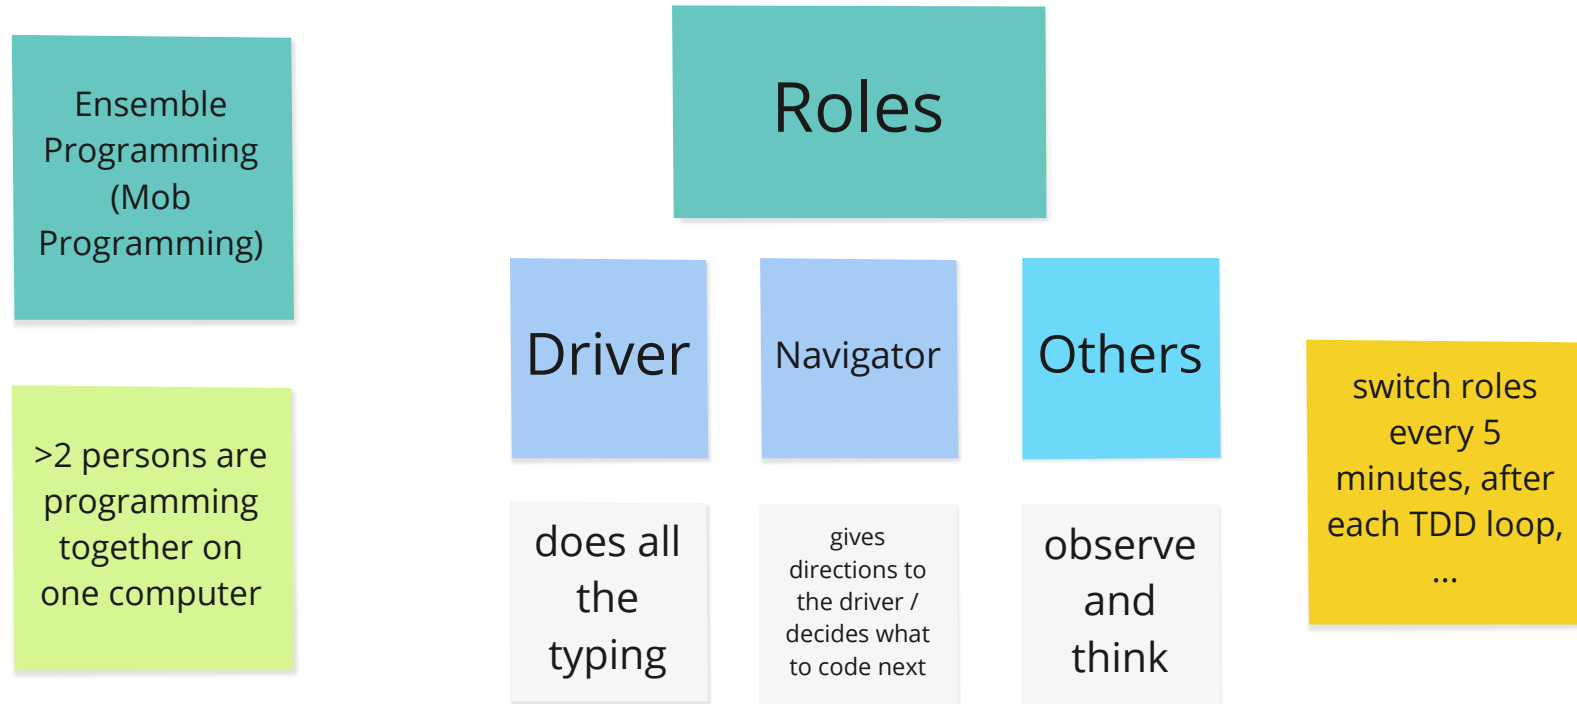 Ensemble
Programming
(Mob
Programming)
>2 persons are
programming
together on
one computer
Roles
Driver
does all
the
typing
Navigator
gives
directions to
the driver /
decides what
to code next
Others
observe
and
think
switch roles
every 5
minutes, after
each TDD loop,
...